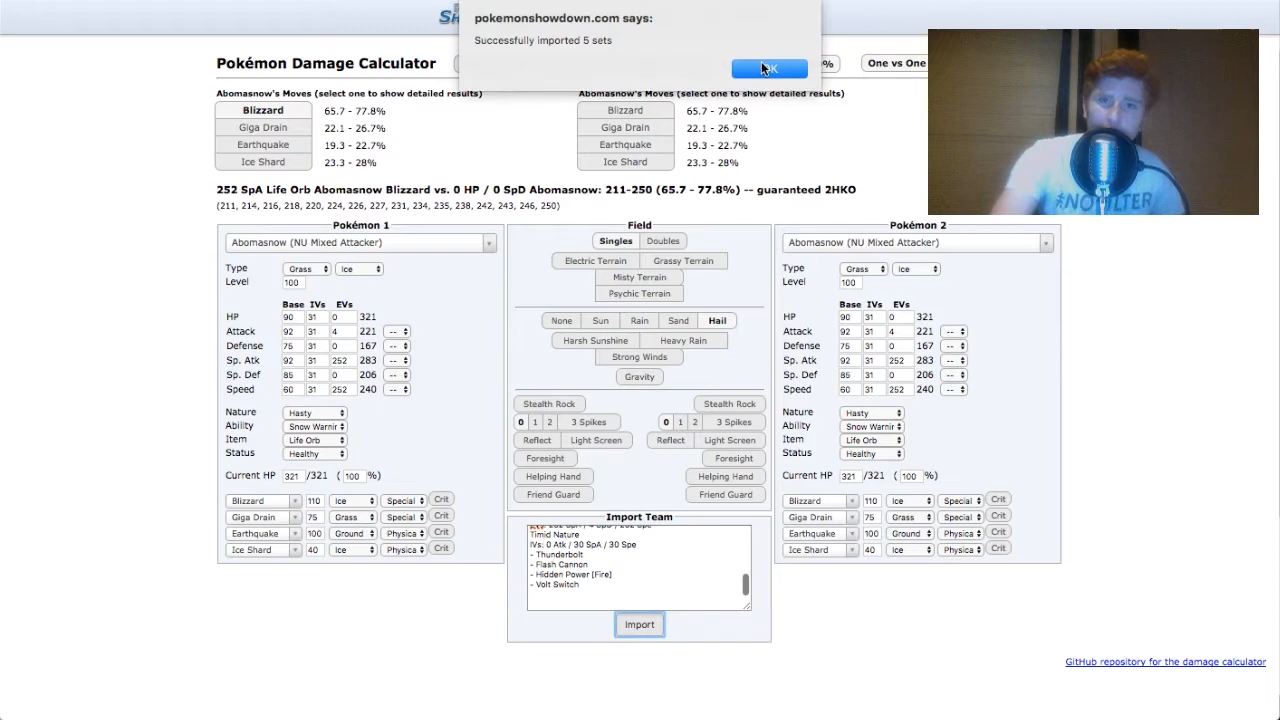 pokemonshowdown.com says:
Successfully imported 5 sets
Pokémon Damage Calculator
%
One vs One
Abomasnow's Moves (select one to show detailed results)
Abomasnow's Moves (select one to show detailed results)
Blizzard 65.7 - 77.8%
Blizzard 65.7 - 77.8%
Giga Drain 22.1 - 26.7%
Giga Drain 22.1 - 26.7%
Earthquake 19.3 - 22.7%
Earthquake 19.3 - 22.7%
Ice Shard 23.3 - 28%
Ice Shard 23.3 - 28%
252 SpA Life Orb Abomasnow Blizzard vs. 0 HP / 0 SpD Abomasnow: 211-250 (65.7 - 77.8%) -- guaranteed 2HKO
(211, 214, 216, 218, 220, 224, 226, 227, 231, 234, 235, 238, 242, 243, 246, 250)
Pokémon 1
Abomasnow (NU Mixed Attacker)
Type Grass Ice
Level 100
Base IVs EVs
HP 90 31 0 321
Attack 92 31 4 221 --
Defense 75 31 0 167 --
Sp. Atk 92 31 252 283 --
Sp. Def 85 31 0 206 --
Speed 60 31 252 240 --
Nature Hasty
Ability Snow Warnir
Item Life Orb
Status Healthy
Current HP 321 /321 ( 100 %)
Blizzard 110 Ice Special Crit
Giga Drain 75 Grass Special Crit
Earthquake 100 Ground Physica Crit
Ice Shard 40 Ice Physica Crit
Field
Singles Doubles
Electric Terrain Grassy Terrain
Misty Terrain
Psychic Terrain
None Sun Rain Sand Hail
Harsh Sunshine Heavy Rain
Strong Winds
Gravity
Stealth Rock Stealth Rock
0 1 2 3 Spikes 0 1 2 3 Spikes
Reflect Light Screen Reflect Light Screen
Foresight Foresight
Helping Hand Helping Hand
Friend Guard Friend Guard
Import Team
Timid Nature
IVs: 0 Atk / 30 SpA / 30 Spe
- Thunderbolt
- Flash Cannon
- Hidden Power [Fire]
- Volt Switch
Import
Pokémon 2
Abomasnow (NU Mixed Attacker)
Type Grass Ice
Level 100
Base IVs EVs
HP 90 31 0 321
Attack 92 31 4 221 --
Defense 75 31 0 167 --
Sp. Atk 92 31 252 283 --
Sp. Def 85 31 0 206 --
Speed 60 31 252 240 --
Nature Hasty
Ability Snow Warnir
Item Life Orb
Status Healthy
Current HP 321 /321 ( 100 %)
Blizzard 110 Ice Special Crit
Giga Drain 75 Grass Special Crit
Earthquake 100 Ground Physica Crit
Ice Shard 40 Ice Physica Crit
GitHub repository for the damage calculator